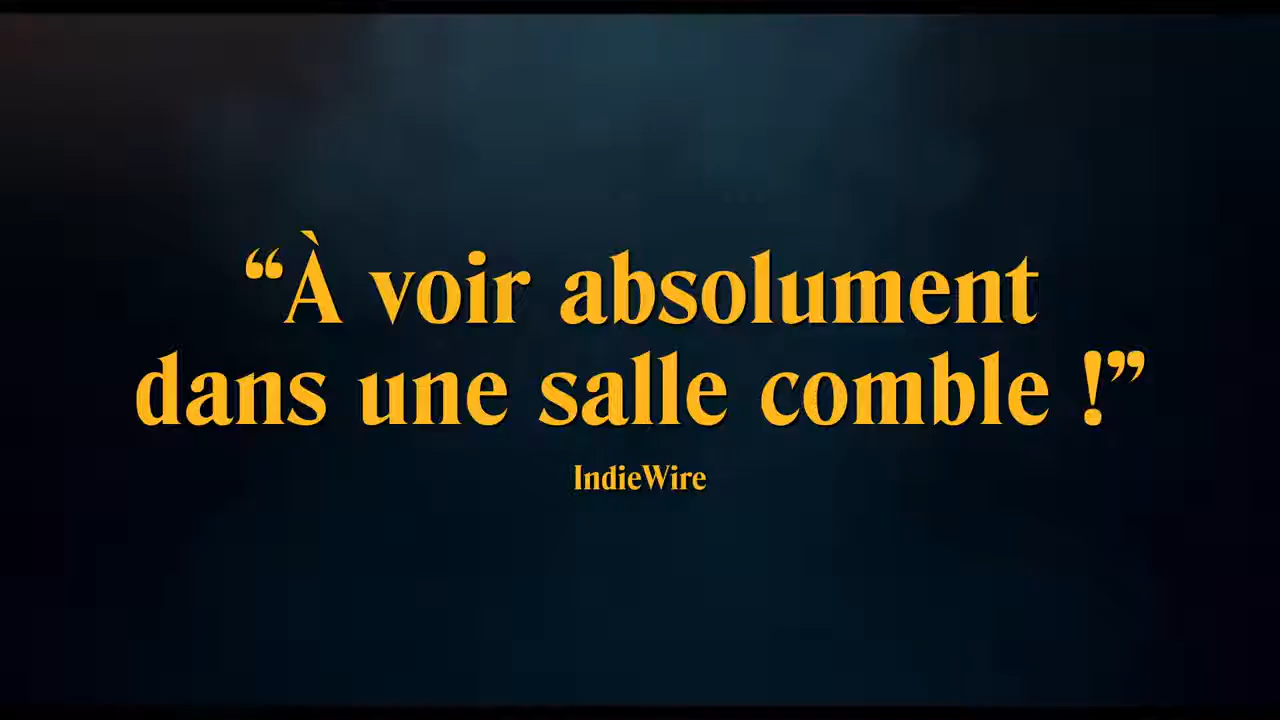 “À voir absolument
dans une salle comble !”
IndieWire